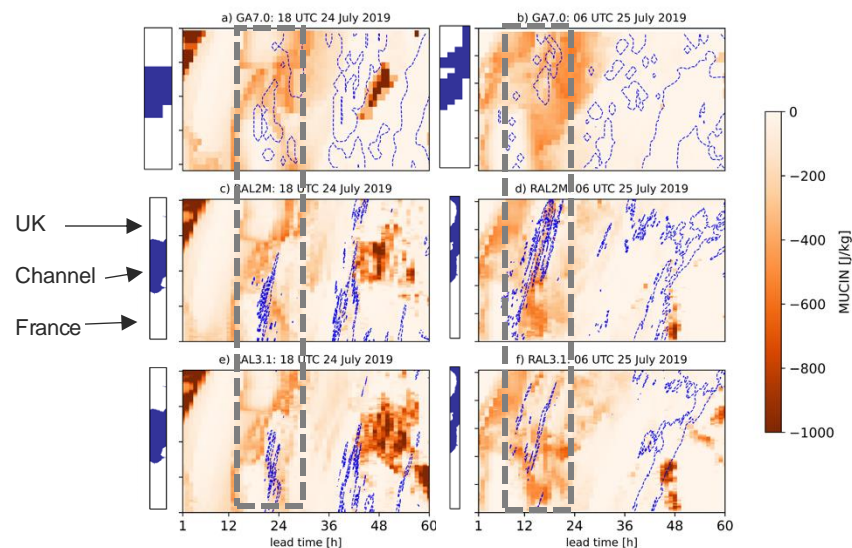 a) GA7.0: 18 UTC 24 July 2019
b) GA7.0: 06 UTC 25 July 2019
c) RAL2M: 18 UTC 24 July 2019
d) RAL2M: 06 UTC 25 July 2019
UK
Channel
France
e) RAL3.1: 18 UTC 24 July 2019
f) RAL3.1: 06 UTC 25 July 2019
0
−200
−400
−600
−800
−1000
MUCIN [J/kg]
1 12 24 36 48 60
1 12 24 36 48 60
lead time [h]
lead time [h]